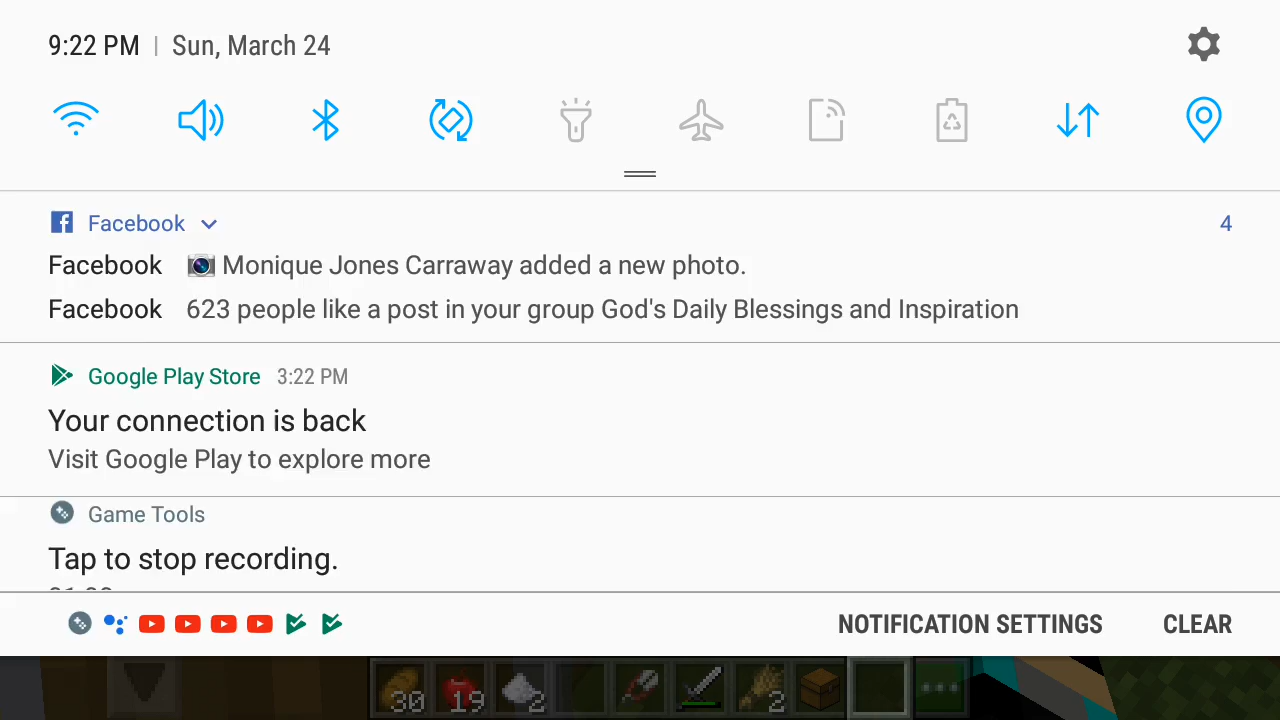 9:22 PM | Sun, March 24
Facebook 4
Facebook 📷 Monique Jones Carraway added a new photo.
Facebook 623 people like a post in your group God's Daily Blessings and Inspiration
Google Play Store 3:22 PM
Your connection is back
Visit Google Play to explore more
Game Tools
Tap to stop recording.
NOTIFICATION SETTINGS CLEAR
30 19 2 2